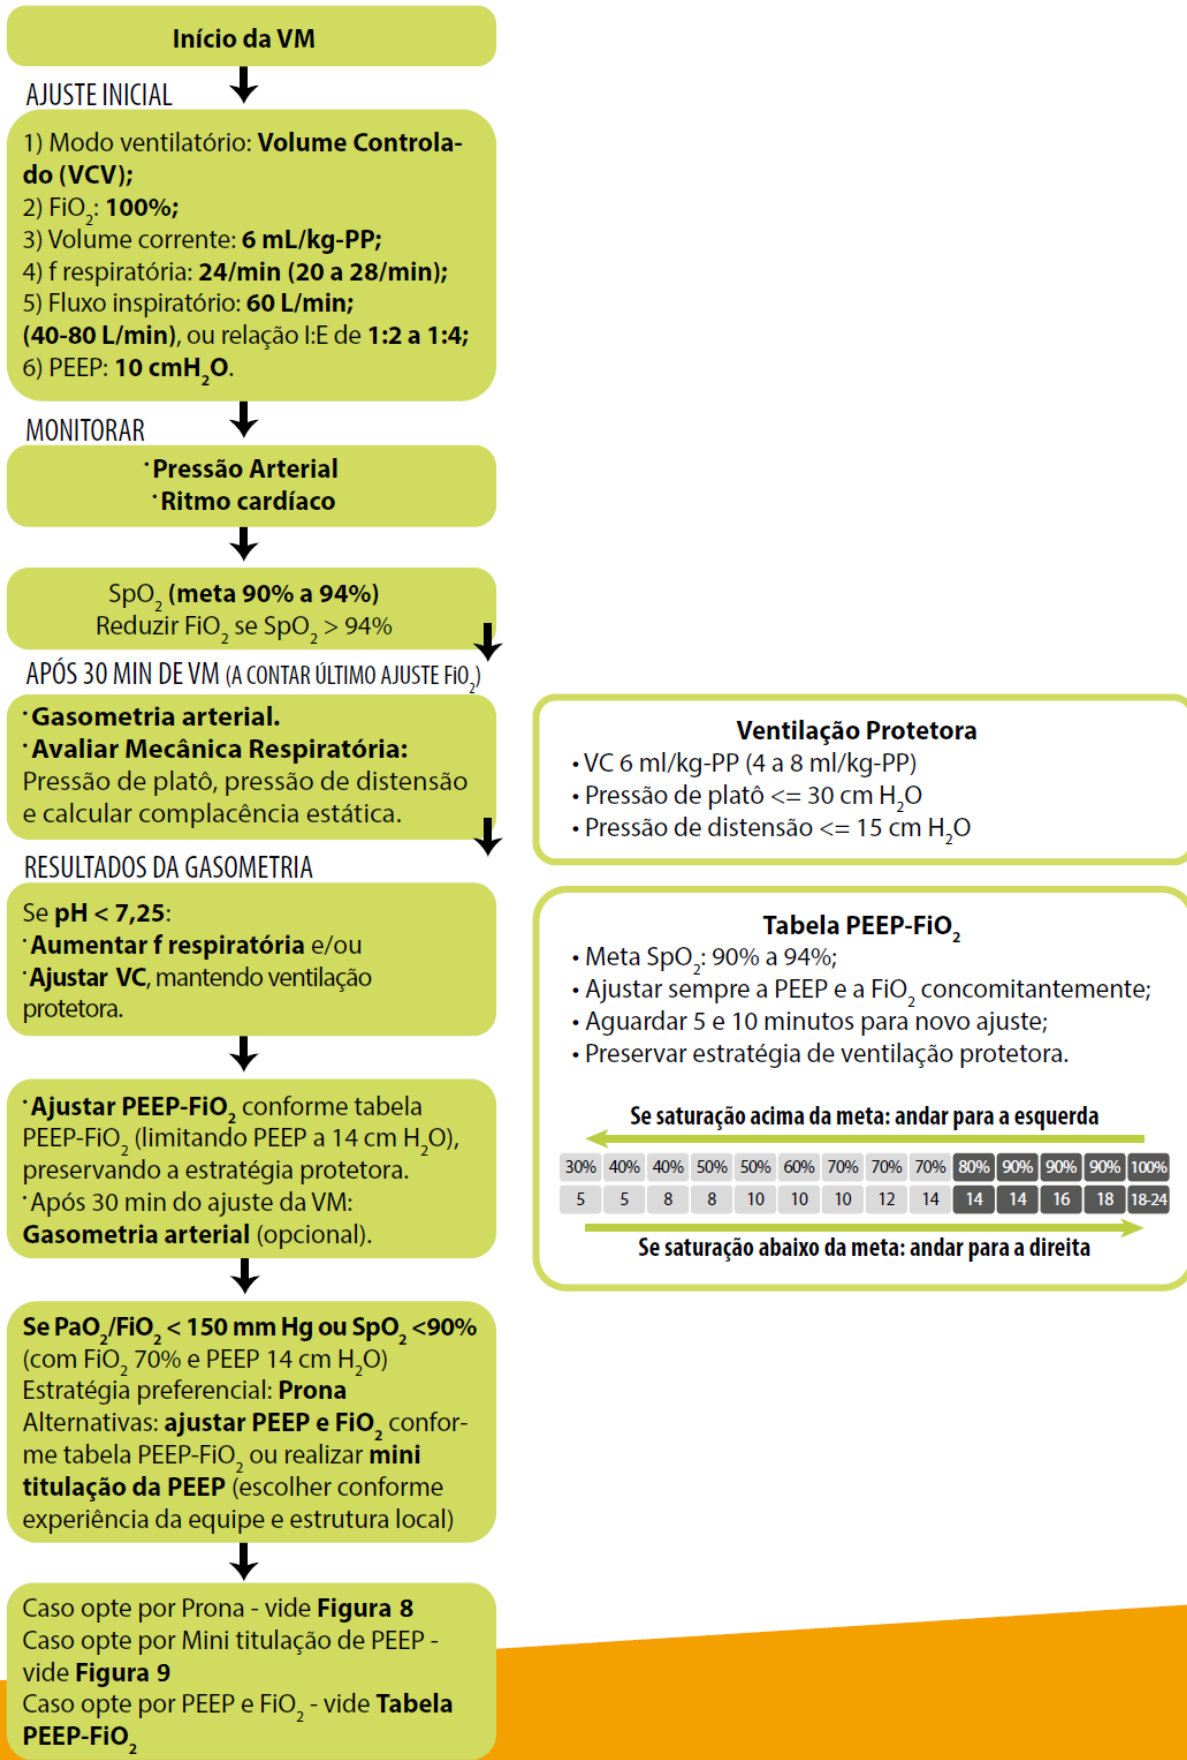 Início da VM
AJUSTE INICIAL
1) Modo ventilatório: Volume Controla-
do (VCV);
2) FiO₂: 100%;
3) Volume corrente: 6 mL/kg-PP;
4) f respiratória: 24/min (20 a 28/min);
5) Fluxo inspiratório: 60 L/min;
(40-80 L/min), ou relação I:E de 1:2 a 1:4;
6) PEEP: 10 cmH₂O.
MONITORAR
·Pressão Arterial
·Ritmo cardíaco
SpO₂ (meta 90% a 94%)
Reduzir FiO₂ se SpO₂ > 94%
APÓS 30 MIN DE VM (A CONTAR ÚLTIMO AJUSTE FiO₂)
·Gasometria arterial.
·Avaliar Mecânica Respiratória:
Pressão de platô, pressão de distensão
e calcular complacência estática.
RESULTADOS DA GASOMETRIA
Se pH < 7,25:
·Aumentar f respiratória e/ou
·Ajustar VC, mantendo ventilação
protetora.
·Ajustar PEEP-FiO₂ conforme tabela
PEEP-FiO₂ (limitando PEEP a 14 cm H₂O),
preservando a estratégia protetora.
·Após 30 min do ajuste da VM:
Gasometria arterial (opcional).
Se PaO₂/FiO₂ < 150 mm Hg ou SpO₂ <90%
(com FiO₂ 70% e PEEP 14 cm H₂O)
Estratégia preferencial: Prona
Alternativas: ajustar PEEP e FiO₂ confor-
me tabela PEEP-FiO₂ ou realizar mini
titulação da PEEP (escolher conforme
experiência da equipe e estrutura local)
Caso opte por Prona - vide Figura 8
Caso opte por Mini titulação de PEEP -
vide Figura 9
Caso opte por PEEP e FiO₂ - vide Tabela
PEEP-FiO₂
Ventilação Protetora
• VC 6 ml/kg-PP (4 a 8 ml/kg-PP)
• Pressão de platô <= 30 cm H₂O
• Pressão de distensão <= 15 cm H₂O
Tabela PEEP-FiO₂
• Meta SpO₂: 90% a 94%;
• Ajustar sempre a PEEP e a FiO₂ concomitantemente;
• Aguardar 5 e 10 minutos para novo ajuste;
• Preservar estratégia de ventilação protetora.
Se saturação acima da meta: andar para a esquerda
30% 40% 40% 50% 50% 60% 70% 70% 70% 80% 90% 90% 90% 100%
5 5 8 8 10 10 10 12 14 14 14 16 18 18-24
Se saturação abaixo da meta: andar para a direita